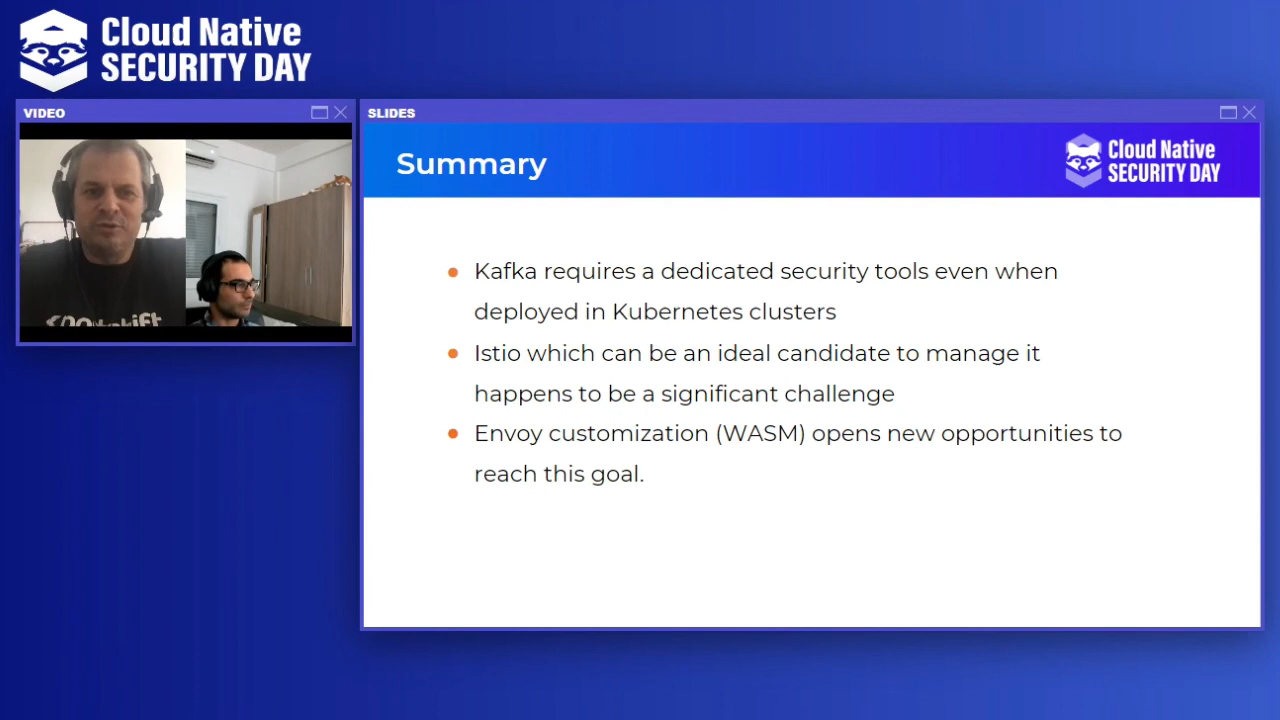 Cloud Native
SECURITY DAY
VIDEO
SLIDES
Summary
Cloud Native
SECURITY DAY
Kafka requires a dedicated security tools even when
deployed in Kubernetes clusters
Istio which can be an ideal candidate to manage it
happens to be a significant challenge
Envoy customization (WASM) opens new opportunities to
reach this goal.